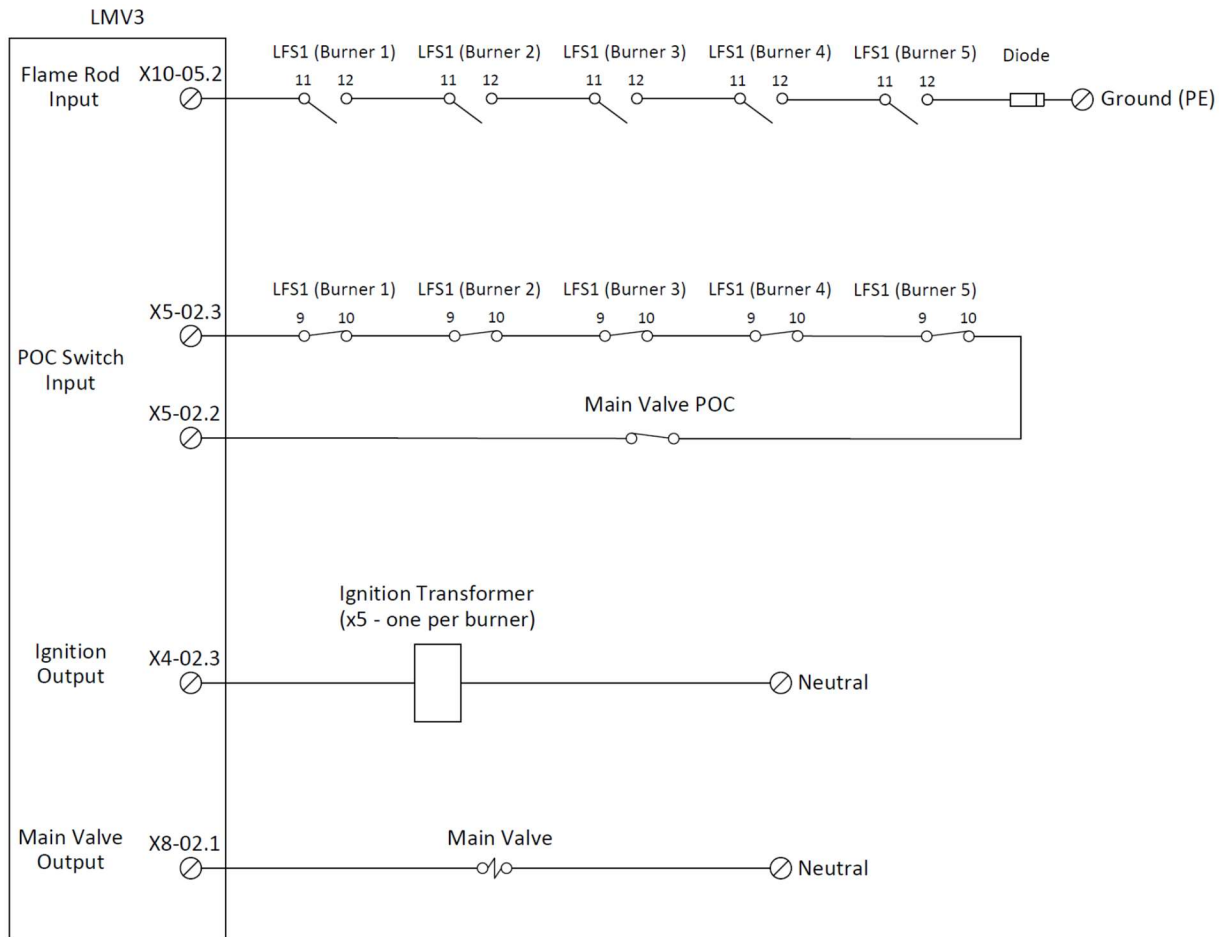 LMV3
LFS1 (Burner 1) LFS1 (Burner 2) LFS1 (Burner 3) LFS1 (Burner 4) LFS1 (Burner 5) Diode
Flame Rod
Input
X10-05.2
11 12 11 12 11 12 11 12 11 12
Ground (PE)
LFS1 (Burner 1) LFS1 (Burner 2) LFS1 (Burner 3) LFS1 (Burner 4) LFS1 (Burner 5)
X5-02.3
9 10 9 10 9 10 9 10 9 10
POC Switch
Input
X5-02.2
Main Valve POC
Ignition Transformer
(x5 - one per burner)
Ignition
Output
X4-02.3
Neutral
Main Valve
Output
X8-02.1
Main Valve
Neutral